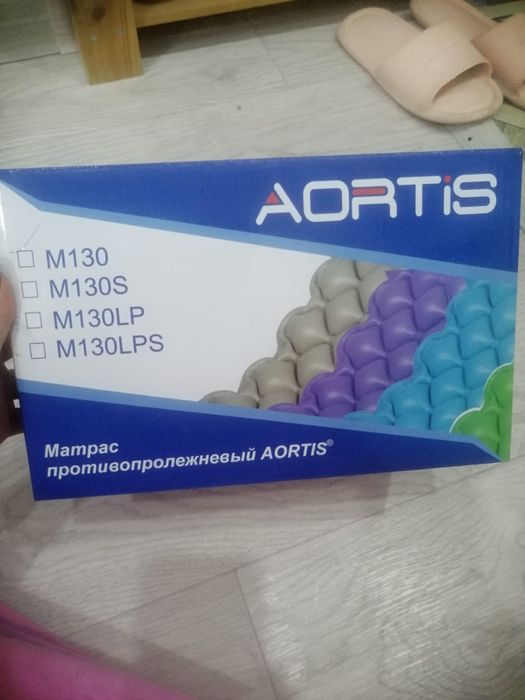 AORTIS
M130
M130S
M130LP
M130LPS
Матрас
противопролежневый AORTIS®